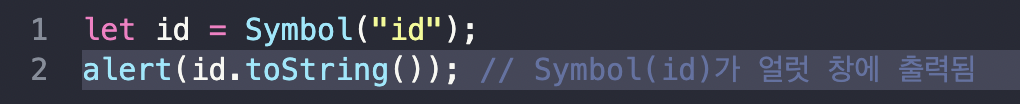 1 let id = Symbol("id");
2 alert(id.toString()); // Symbol(id)가 얼럿 창에 출력됨